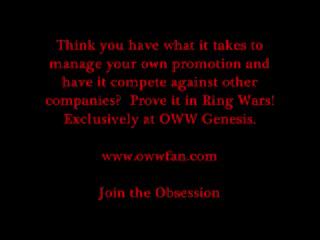 Think you have what it takes to
manage your own promotion and
have it compete against other
companies? Prove it in Ring Wars!
Exclusively at OWW Genesis.
www.owwfan.com
Join the Obsession